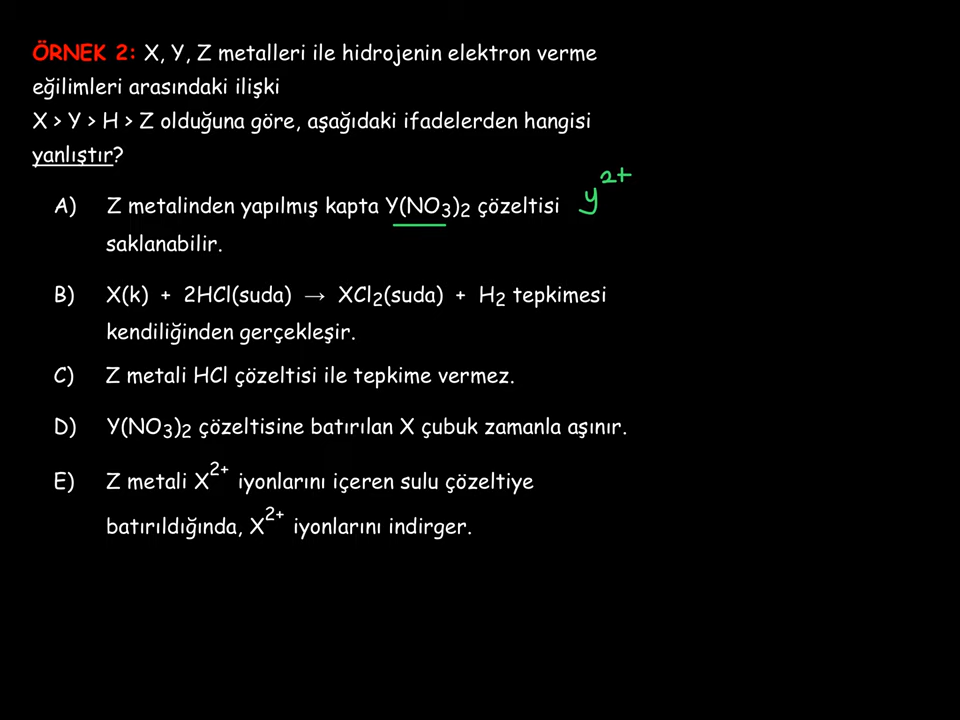 ÖRNEK 2: X, Y, Z metalleri ile hidrojenin elektron verme
eğilimleri arasındaki ilişki
X > Y > H > Z olduğuna göre, aşağıdaki ifadelerden hangisi
yanlıştır?
A) Z metalinden yapılmış kapta Y(NO3)2 çözeltisi y2+
saklanabilir.
B) X(k) + 2HCl(suda) → XCl2(suda) + H2 tepkimesi
kendiliğinden gerçekleşir.
C) Z metali HCl çözeltisi ile tepkime vermez.
D) Y(NO3)2 çözeltisine batırılan X çubuk zamanla aşınır.
E) Z metali X2+ iyonlarını içeren sulu çözeltiye
batırıldığında, X2+ iyonlarını indirger.